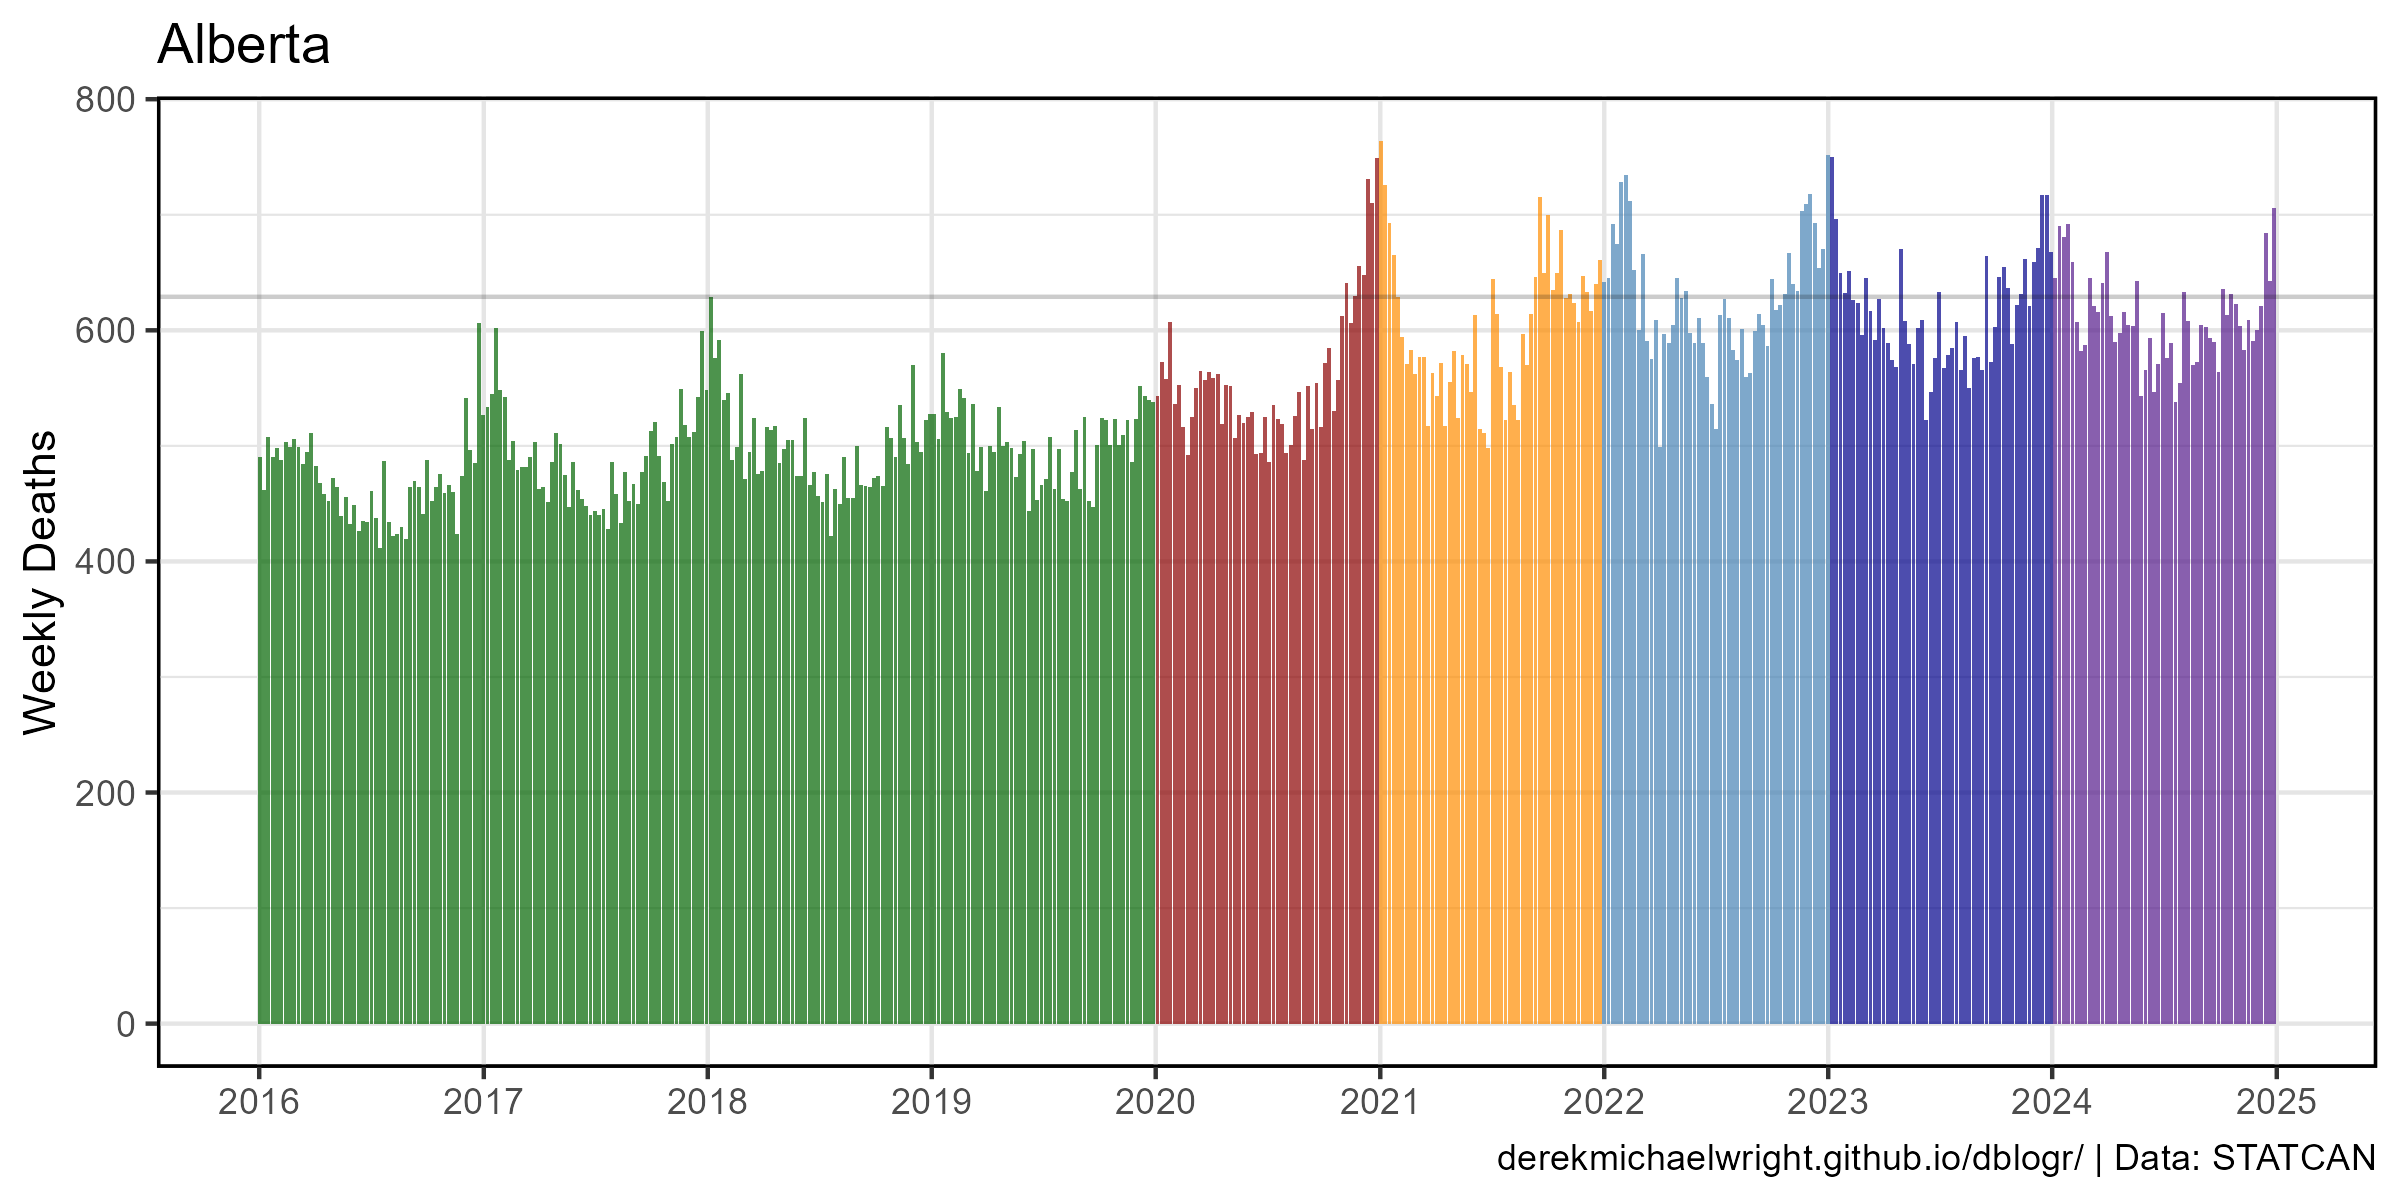 Alberta
Weekly Deaths
800
600
400
200
0
2016 2017 2018 2019 2020 2021 2022 2023 2024 2025
derekmichaelwright.github.io/dblogr/ | Data: STATCAN